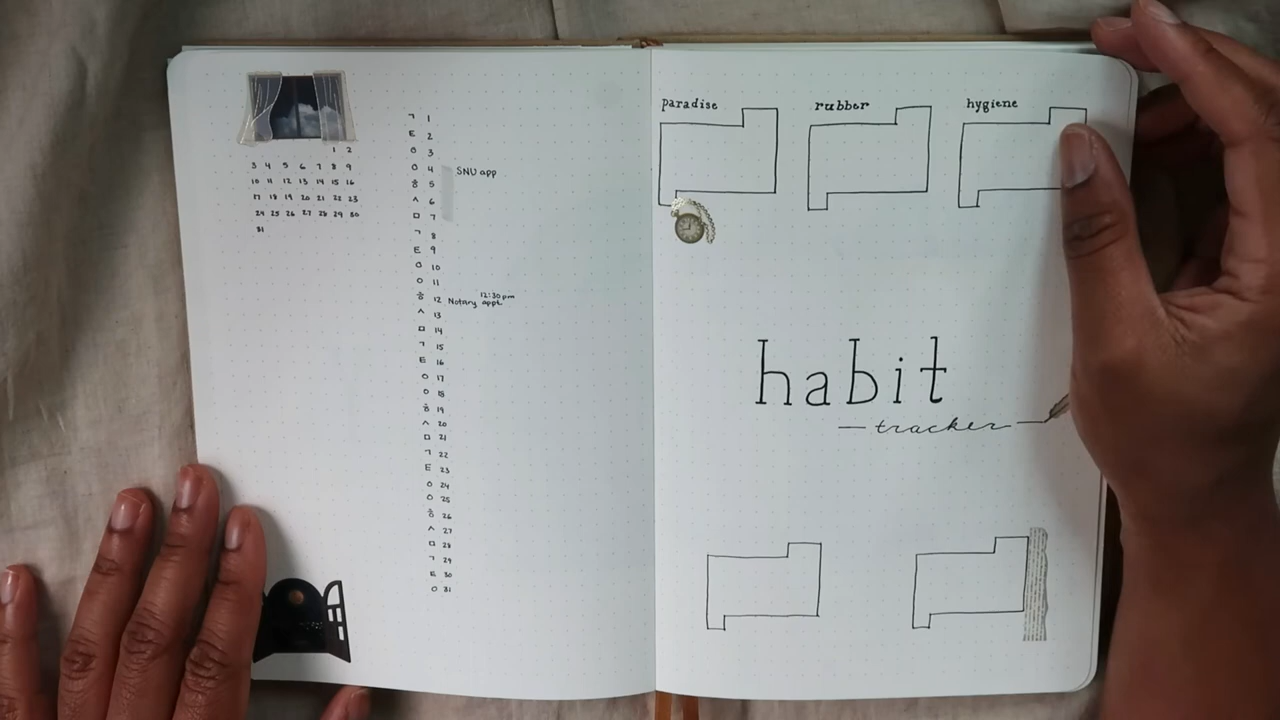 1 2
3 4 5 6 7 8 9
10 11 12 13 14 15 16
17 18 19 20 21 22 23
24 25 26 27 28 29 30
31
ㄱ 1
ㅌ 2
ㅇ 3
ㅇ 4 SNU app
ㅎ 5
ㅅ 6
ㅁ 7
ㄱ 8
ㅌ 9
ㅇ 10
ㅇ 11
ㅎ 12 Notary appt 12:30pm
ㅅ 13
ㅁ 14
ㄱ 15
ㅌ 16
ㅇ 17
ㅇ 18
ㅎ 19
ㅅ 20
ㅁ 21
ㄱ 22
ㅌ 23
ㅇ 24
ㅇ 25
ㅎ 26
ㅅ 27
ㅁ 28
ㄱ 29
ㅌ 30
ㅇ 31
paradise
rubber
hygiene
habit
tracker